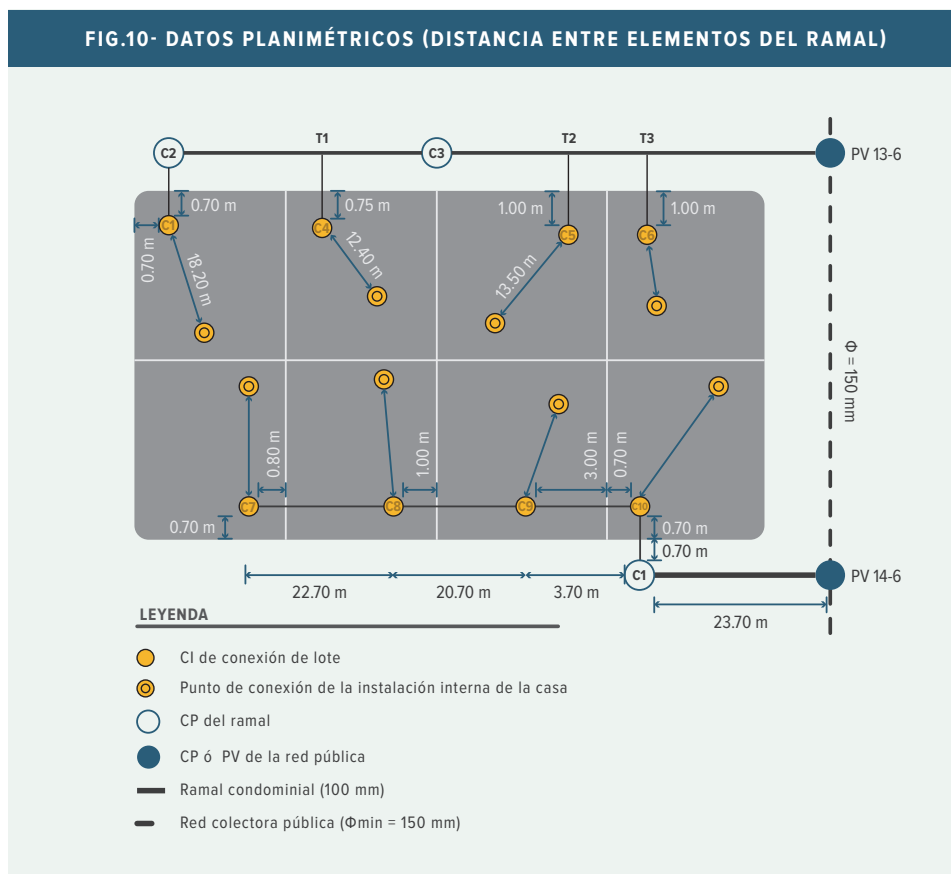 FIG.10- DATOS PLANIMÉTRICOS (DISTANCIA ENTRE ELEMENTOS DEL RAMAL)
T1 T2 T3
C2 C3 PV 13-6
0.70 m 0.75 m 1.00 m 1.00 m
C1 C4 C5 C6
0.70 m 18.20 m 12.40 m 13.50 m
Φ = 150 mm
0.80 m 1.00 m 3.00 m 0.70 m
C7 C8 C9 C10
0.70 m 0.70 m
0.70 m
C1 PV 14-6
22.70 m 20.70 m 3.70 m
23.70 m
LEYENDA
CI de conexión de lote
Punto de conexión de la instalación interna de la casa
CP del ramal
CP ó PV de la red pública
Ramal condominial (100 mm)
Red colectora pública (Φmin = 150 mm)